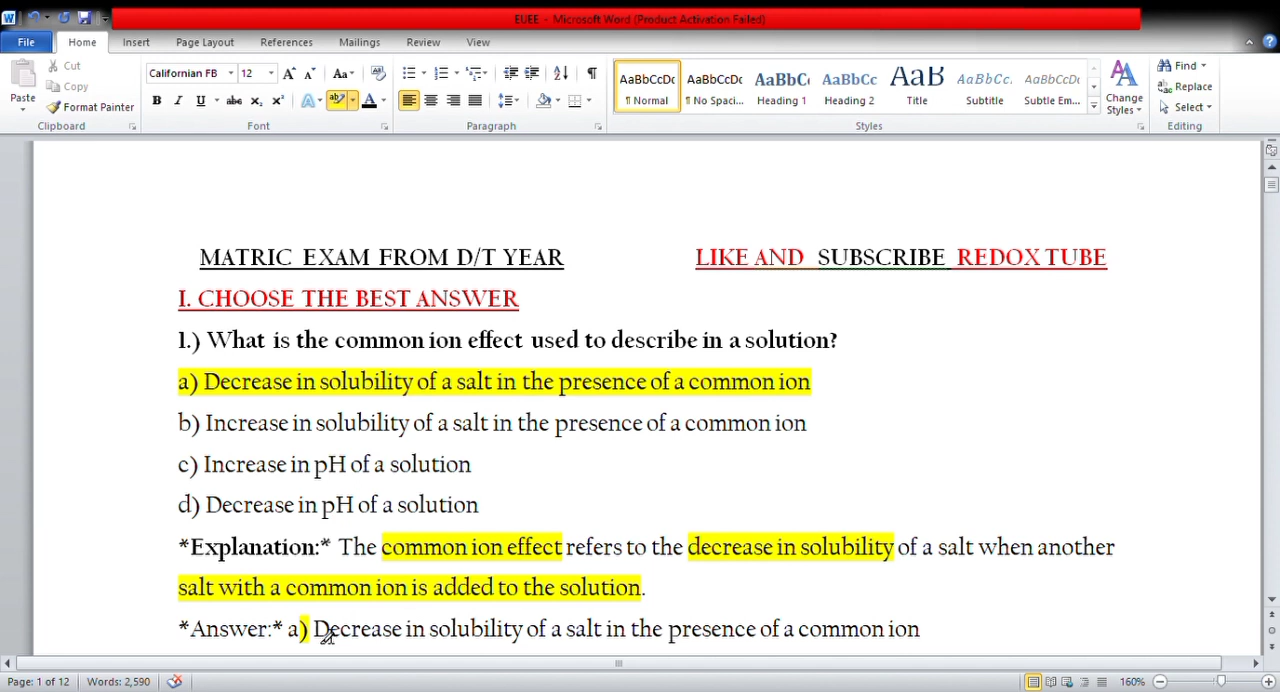 EUEE - Microsoft Word (Product Activation Failed)
File Home Insert Page Layout References Mailings Review View
Paste
Cut
Copy
Format Painter
Clipboard
Californian FB 12
Font
Paragraph
AaBbCcDc AaBbCcDc AaBbC AaBbCc AaB AaBbCc. AaBbCcDc
¶ Normal ¶ No Spaci... Heading 1 Heading 2 Title Subtitle Subtle Em...
Styles
Change Styles
Find
Replace
Select
Editing
MATRIC EXAM FROM D/T YEAR LIKE AND SUBSCRIBE REDOX TUBE
I. CHOOSE THE BEST ANSWER
1.) What is the common ion effect used to describe in a solution?
a) Decrease in solubility of a salt in the presence of a common ion
b) Increase in solubility of a salt in the presence of a common ion
c) Increase in pH of a solution
d) Decrease in pH of a solution
*Explanation:* The common ion effect refers to the decrease in solubility of a salt when another
salt with a common ion is added to the solution.
*Answer:* a) Decrease in solubility of a salt in the presence of a common ion
Page: 1 of 12 Words: 2,590 160%